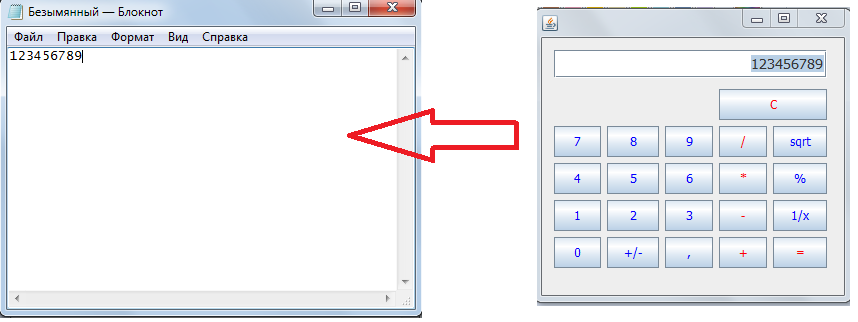 Безымянный — Блокнот
Файл Правка Формат Вид Справка
123456789
123456789
C
7 8 9 / sqrt
4 5 6 * %
1 2 3 - 1/x
0 +/- , + =